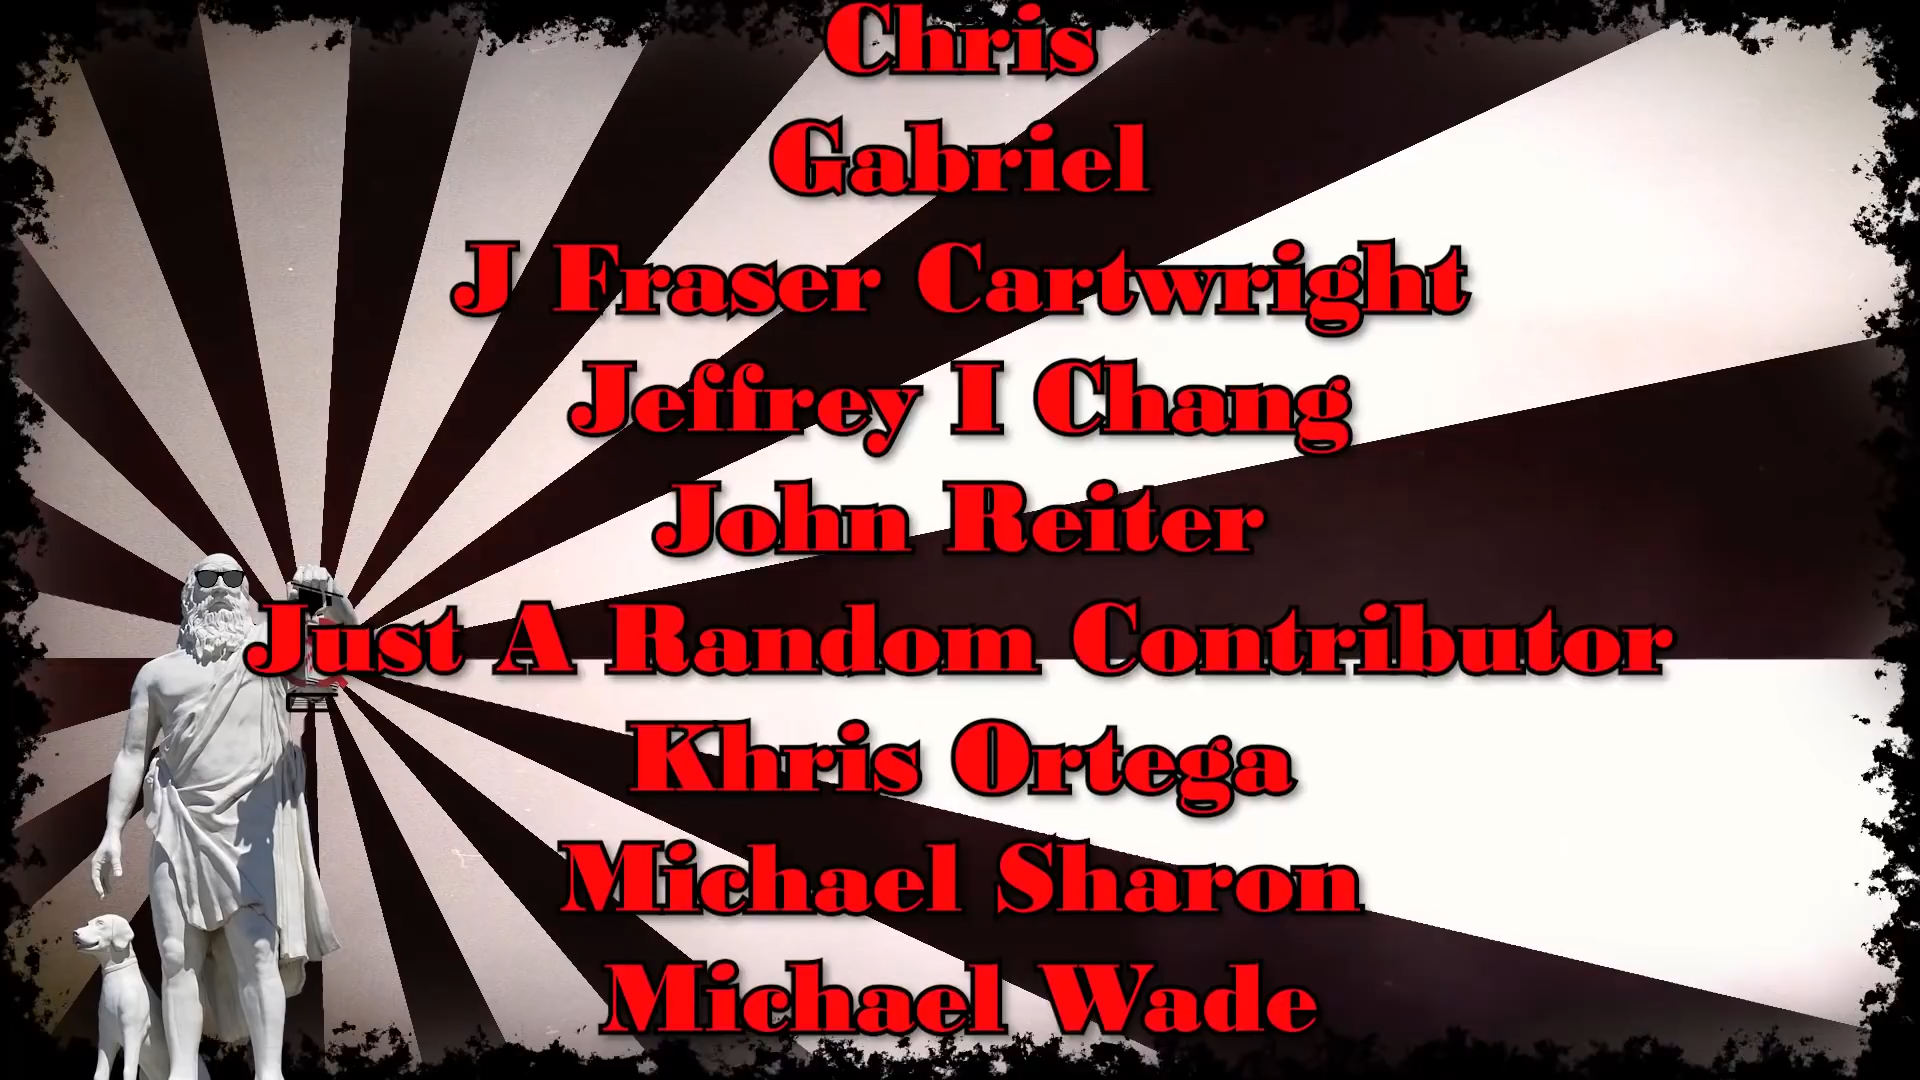 Chris
Gabriel
J Fraser Cartwright
Jeffrey I Chang
John Reiter
Just A Random Contributor
Khris Ortega
Michael Sharon
Michael Wade